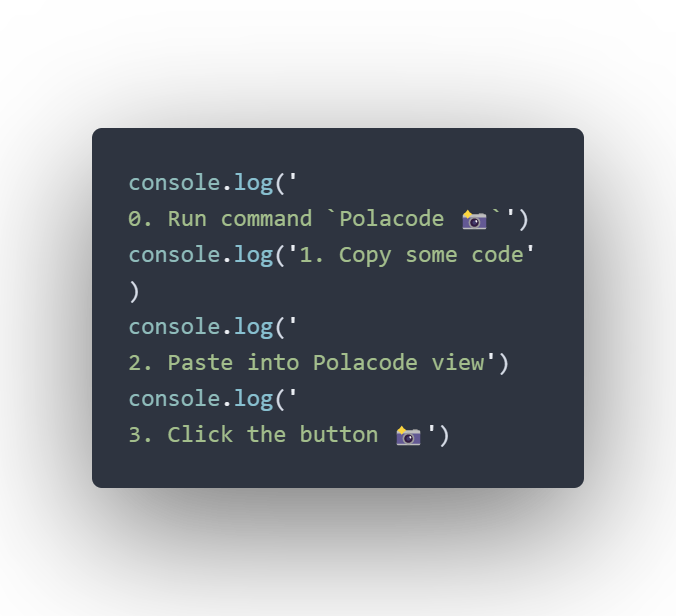 console.log('
0. Run command `Polacode 📸`')
console.log('1. Copy some code'
)
console.log('
2. Paste into Polacode view')
console.log('
3. Click the button 📸')